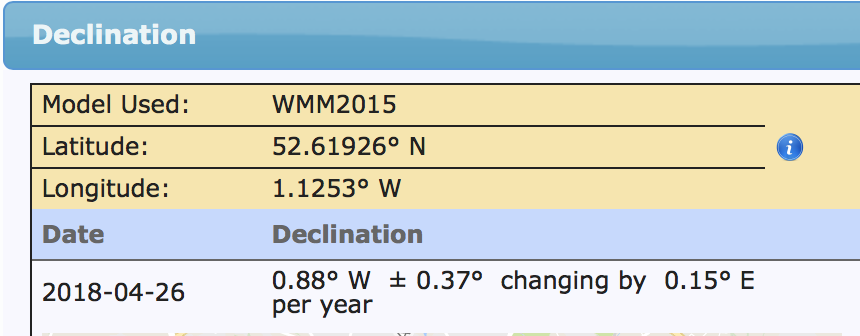 Declination
Model Used: WMM2015
Latitude: 52.61926° N
Longitude: 1.1253° W
Date Declination
2018-04-26 0.88° W ± 0.37° changing by 0.15° E
per year